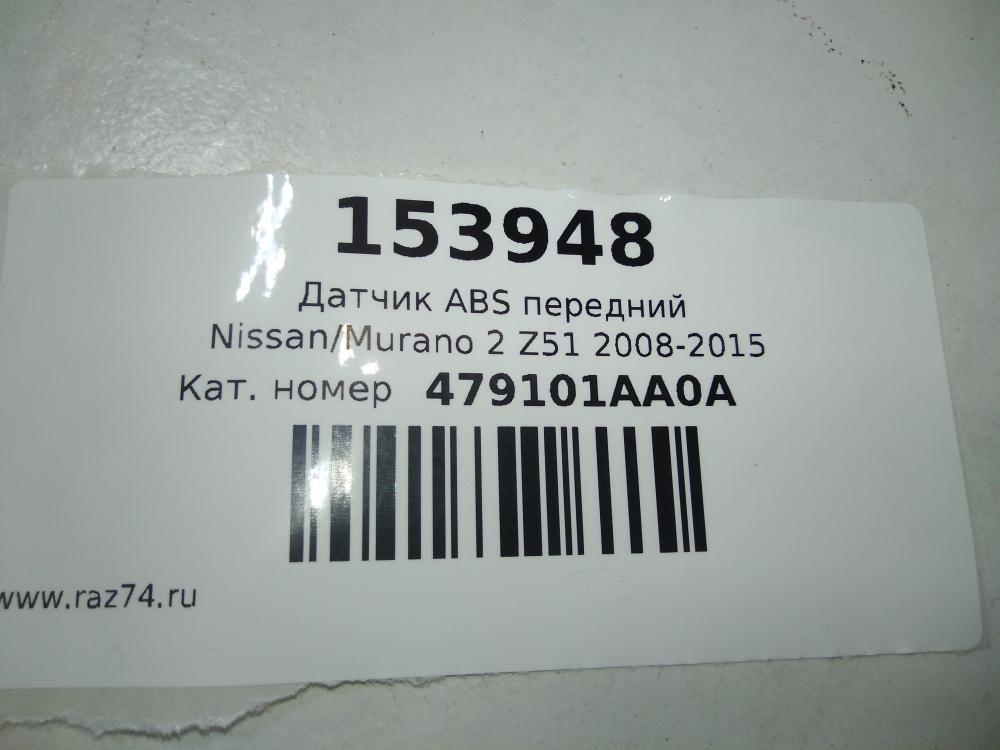 153948
Датчик ABS передний
Nissan/Murano 2 Z51 2008-2015
Кат. номер 479101AA0A
www.raz74.ru